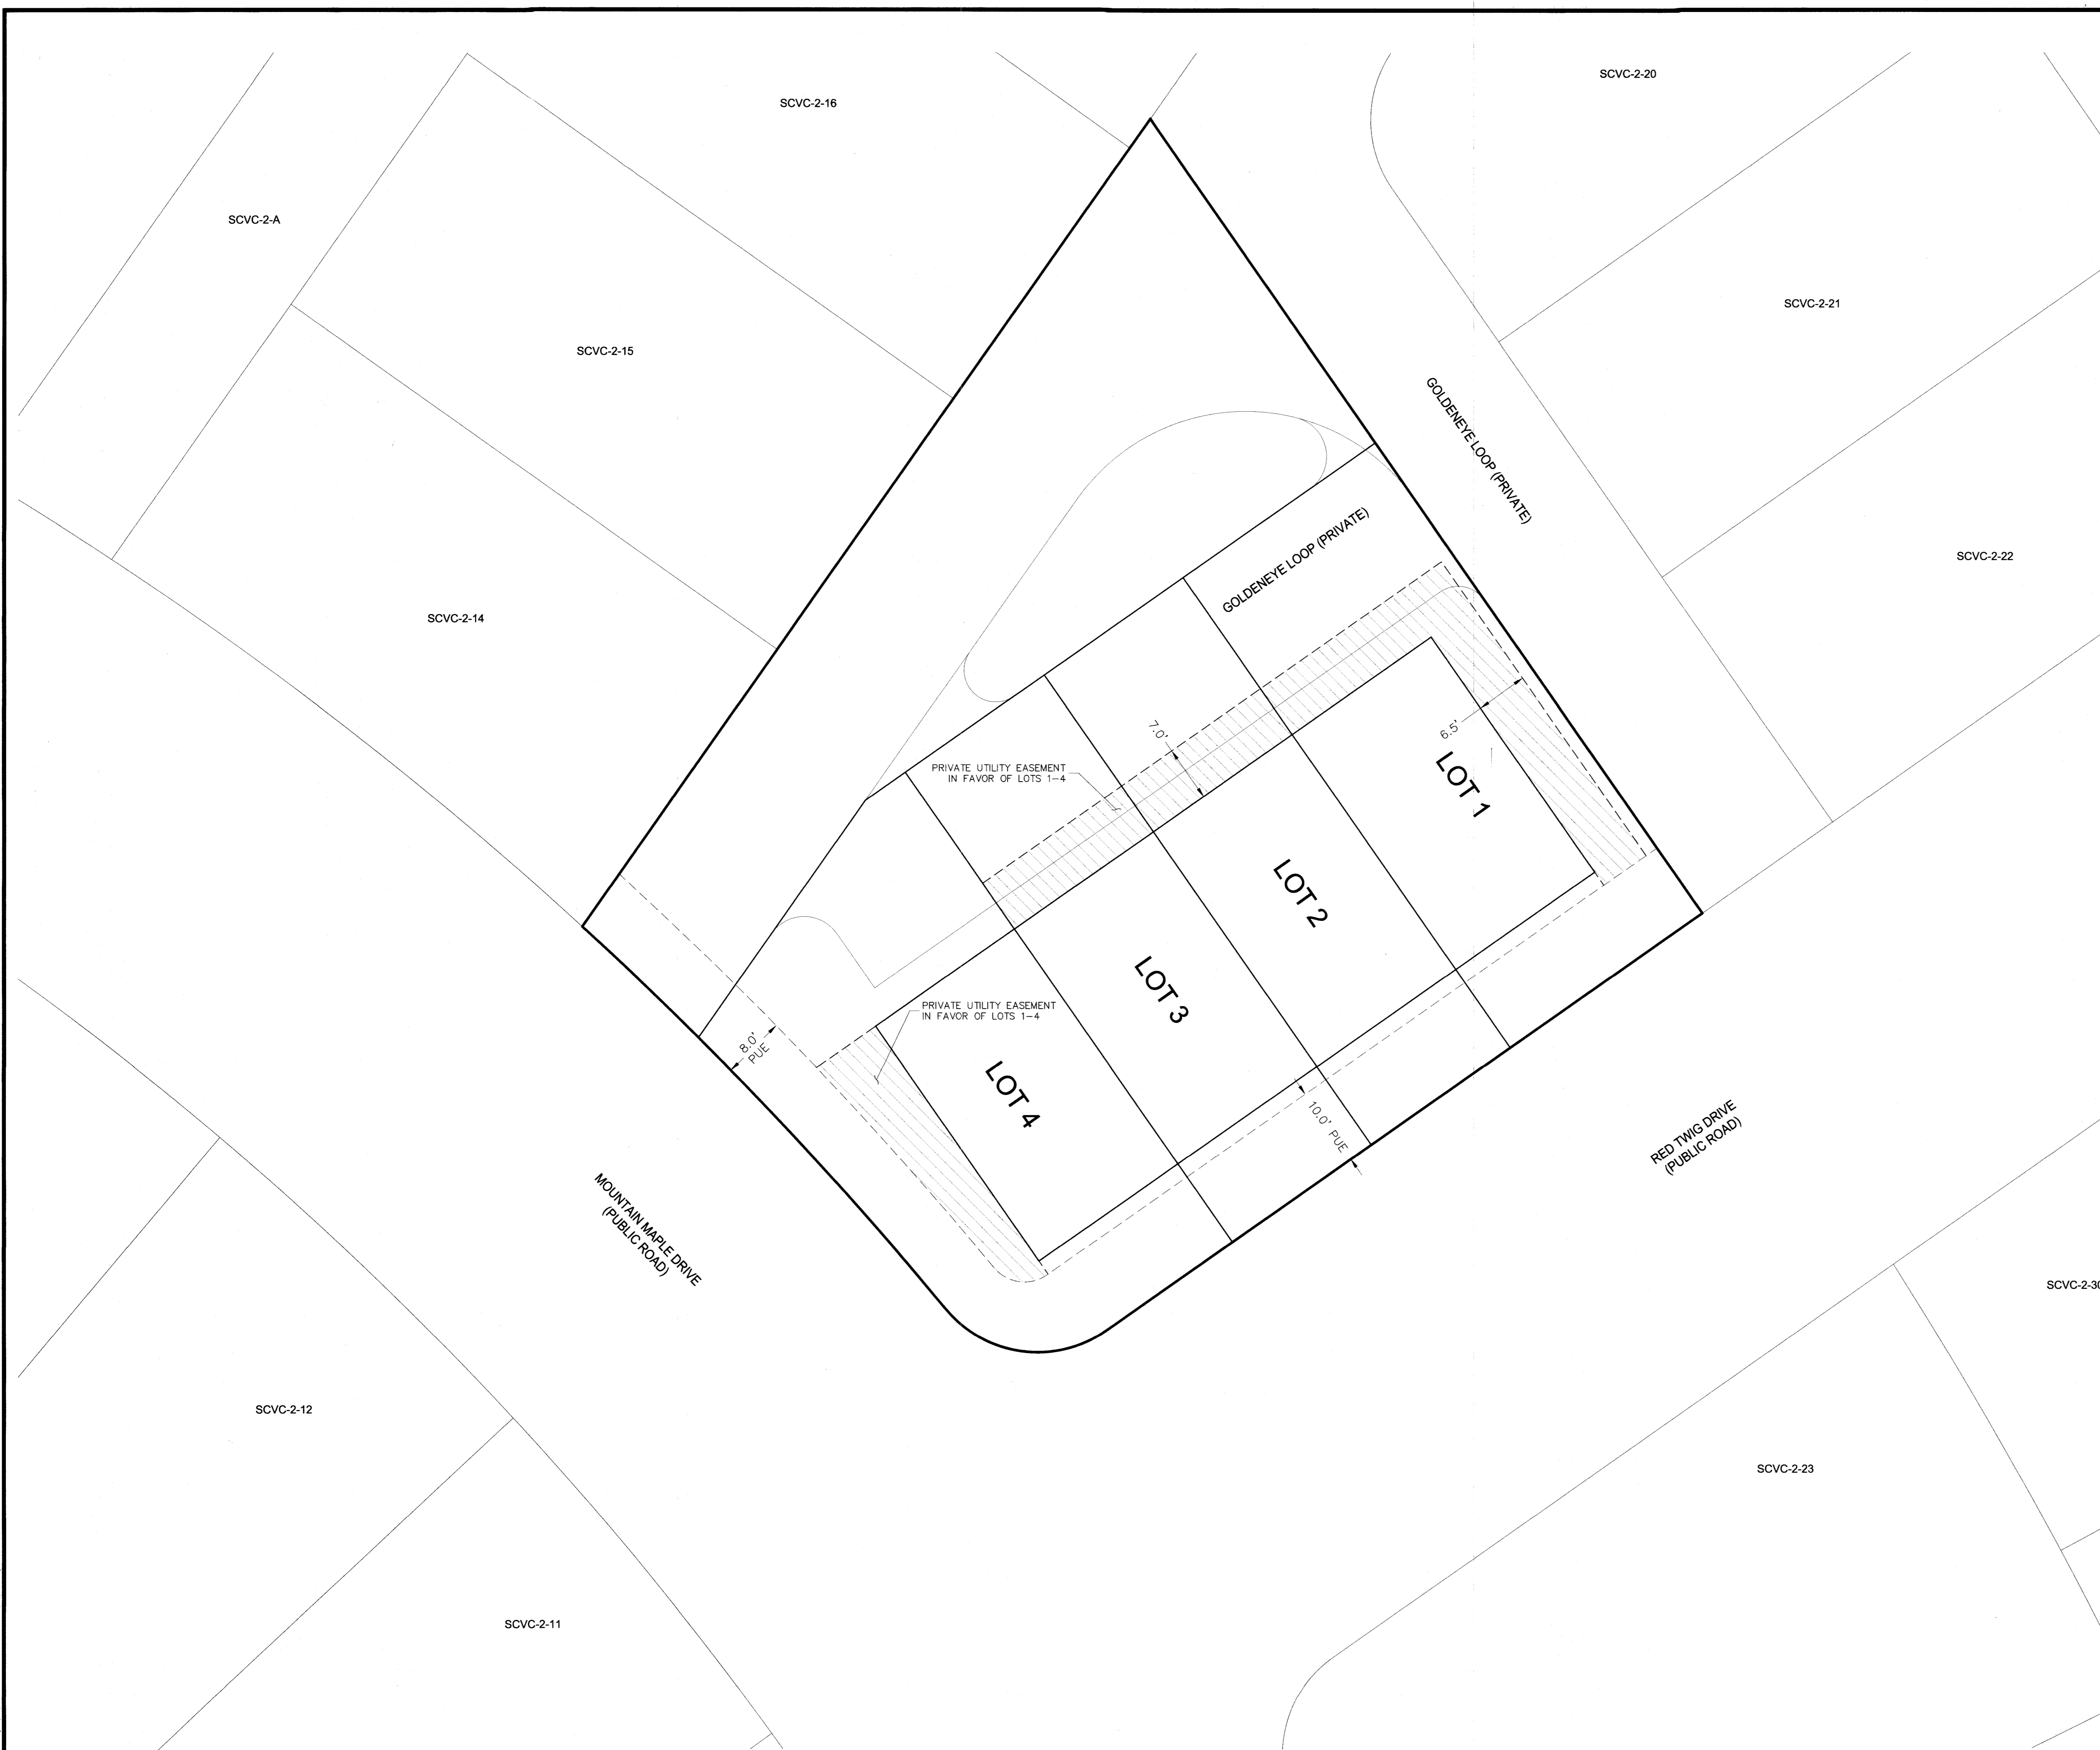 SCVC-2-20
SCVC-2-16
SCVC-2-A
SCVC-2-21
SCVC-2-15
GOLDENEYE LOOP (PRIVATE)
GOLDENEYE LOOP (PRIVATE)
SCVC-2-22
SCVC-2-14
7.0'
6.5'
PRIVATE UTILITY EASEMENT
IN FAVOR OF LOTS 1-4
LOT 1
LOT 2
LOT 3
PRIVATE UTILITY EASEMENT
IN FAVOR OF LOTS 1-4
8.0'
PUE
LOT 4
10.0' PUE
RED TWIG DRIVE
(PUBLIC ROAD)
MOUNTAIN MAPLE DRIVE
(PUBLIC ROAD)
SCVC-2-30
SCVC-2-12
SCVC-2-23
SCVC-2-11